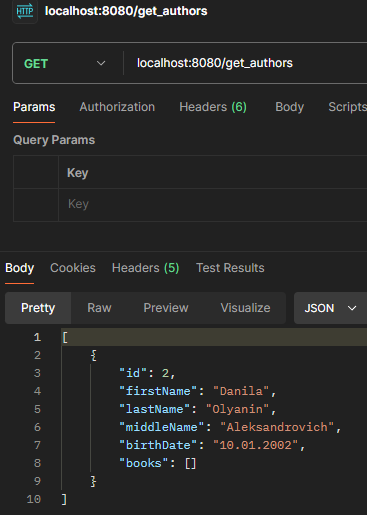 HTTP localhost:8080/get_authors
GET localhost:8080/get_authors
Params Authorization Headers (6) Body Scripts
Query Params
Key
Key
Body Cookies Headers (5) Test Results
Pretty Raw Preview Visualize JSON
1 [
2 {
3 "id": 2,
4 "firstName": "Danila",
5 "lastName": "Olyanin",
6 "middleName": "Aleksandrovich",
7 "birthDate": "10.01.2002",
8 "books": []
9 }
10 ]